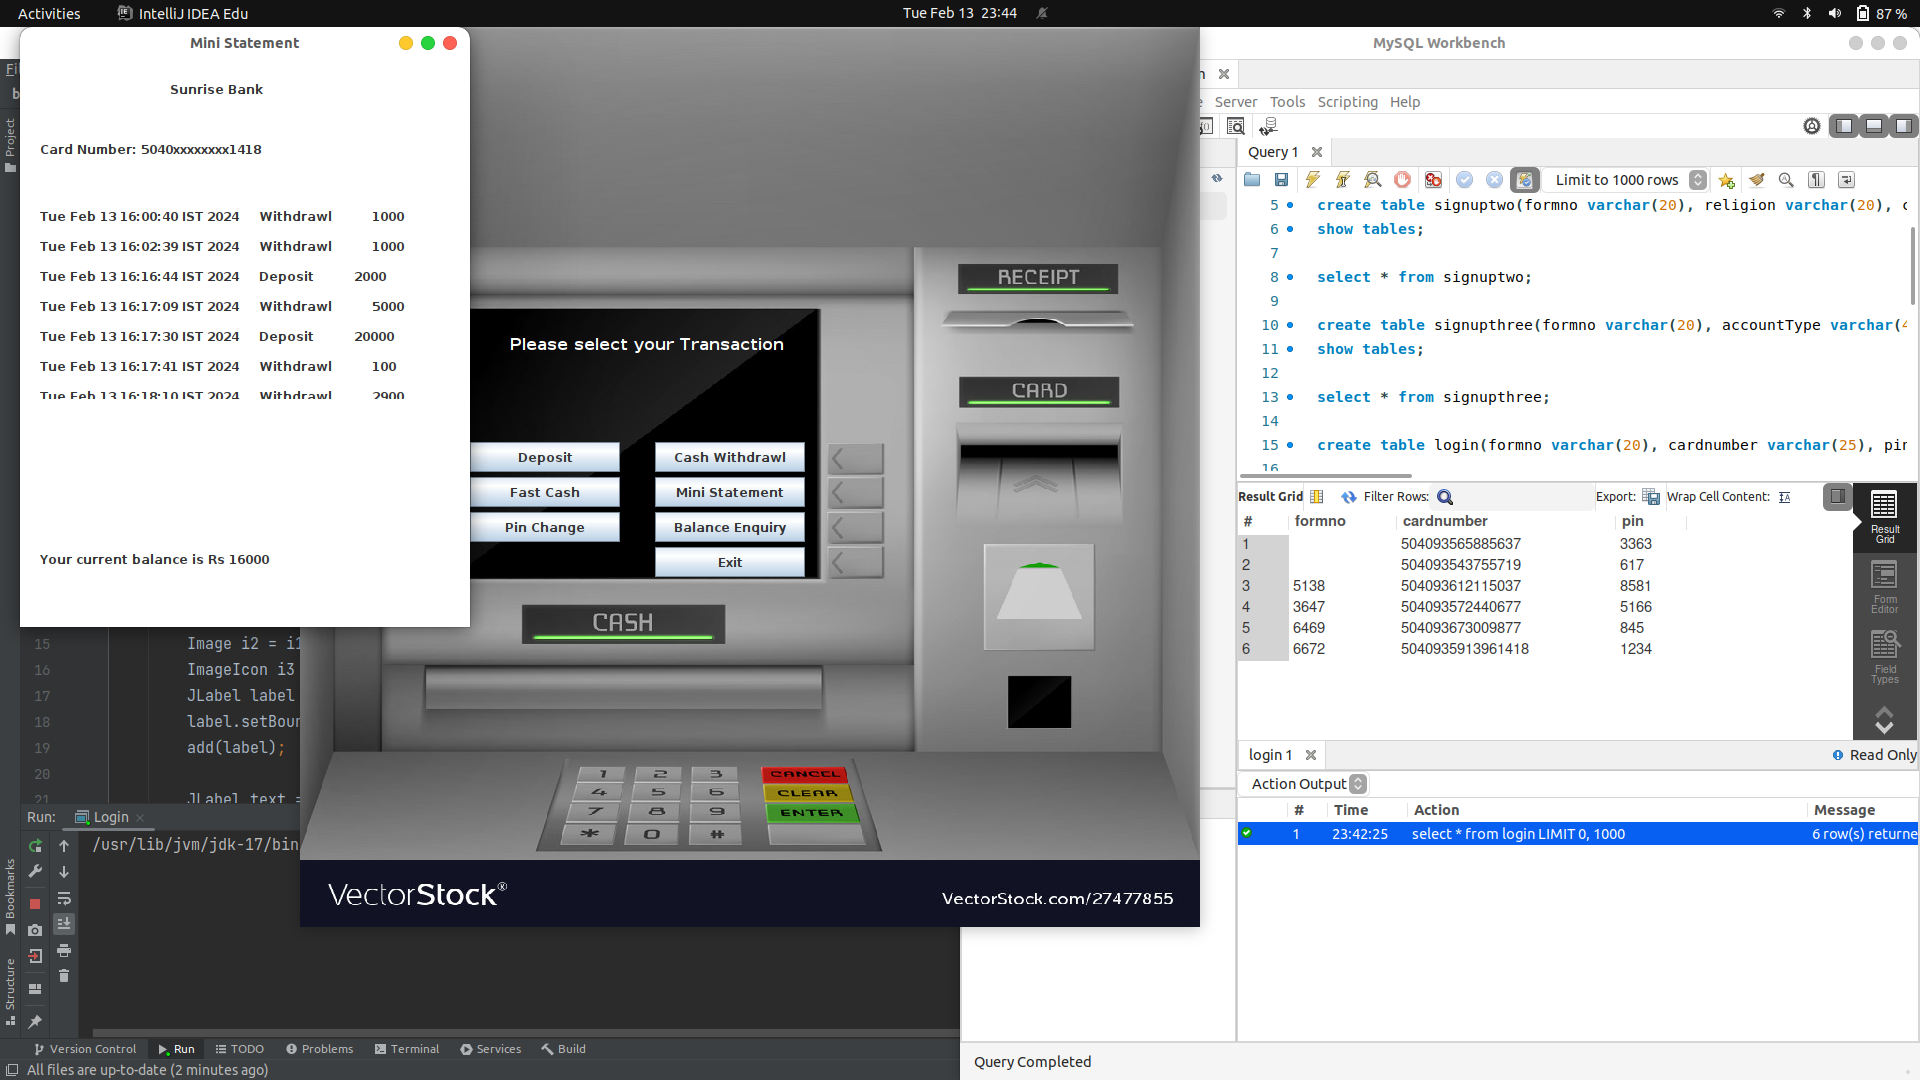 Activities
IntelliJ IDEA Edu
Tue Feb 13 23:44
87 %
Mini Statement
Sunrise Bank
Card Number: 5040xxxxxxxx1418
Tue Feb 13 16:00:40 IST 2024 Withdrawl 1000
Tue Feb 13 16:02:39 IST 2024 Withdrawl 1000
Tue Feb 13 16:16:44 IST 2024 Deposit 2000
Tue Feb 13 16:17:09 IST 2024 Withdrawl 5000
Tue Feb 13 16:17:30 IST 2024 Deposit 20000
Tue Feb 13 16:17:41 IST 2024 Withdrawl 100
Tue Feb 13 16:18:10 IST 2024 Withdrawl 2900
Your current balance is Rs 16000
Project
Bookmarks
Structure
Please select your Transaction
Deposit
Cash Withdrawl
Fast Cash
Mini Statement
Pin Change
Balance Enquiry
Exit
RECEIPT
CARD
CASH
1 2 3 CANCEL
4 5 6 CLEAR
7 8 9 ENTER
* 0 #
VectorStock®
VectorStock.com/27477855
15 Image i2 = i1
16 ImageIcon i3
17 JLabel label
18 label.setBou
19 add(label);
20
21 JLabel text =
Run:
Login
/usr/lib/jvm/jdk-17/bin
Version Control
Run
TODO
Problems
Terminal
Services
Build
All files are up-to-date (2 minutes ago)
MySQL Workbench
Server Tools Scripting Help
Query 1
Limit to 1000 rows
5 create table signuptwo(formno varchar(20), religion varchar(20), c
6 show tables;
7
8 select * from signuptwo;
9
10 create table signupthree(formno varchar(20), accountType varchar(4
11 show tables;
12
13 select * from signupthree;
14
15 create table login(formno varchar(20), cardnumber varchar(25), pin
16
Result Grid
Filter Rows:
Export:
Wrap Cell Content:
# formno cardnumber pin
1 504093565885637 3363
2 504093543755719 617
3 5138 504093612115037 8581
4 3647 504093572440677 5166
5 6469 504093673009877 845
6 6672 5040935913961418 1234
Result
Grid
Form
Editor
Field
Types
login 1
Read Only
Action Output
# Time Action Message
1 23:42:25 select * from login LIMIT 0, 1000 6 row(s) returne
Query Completed